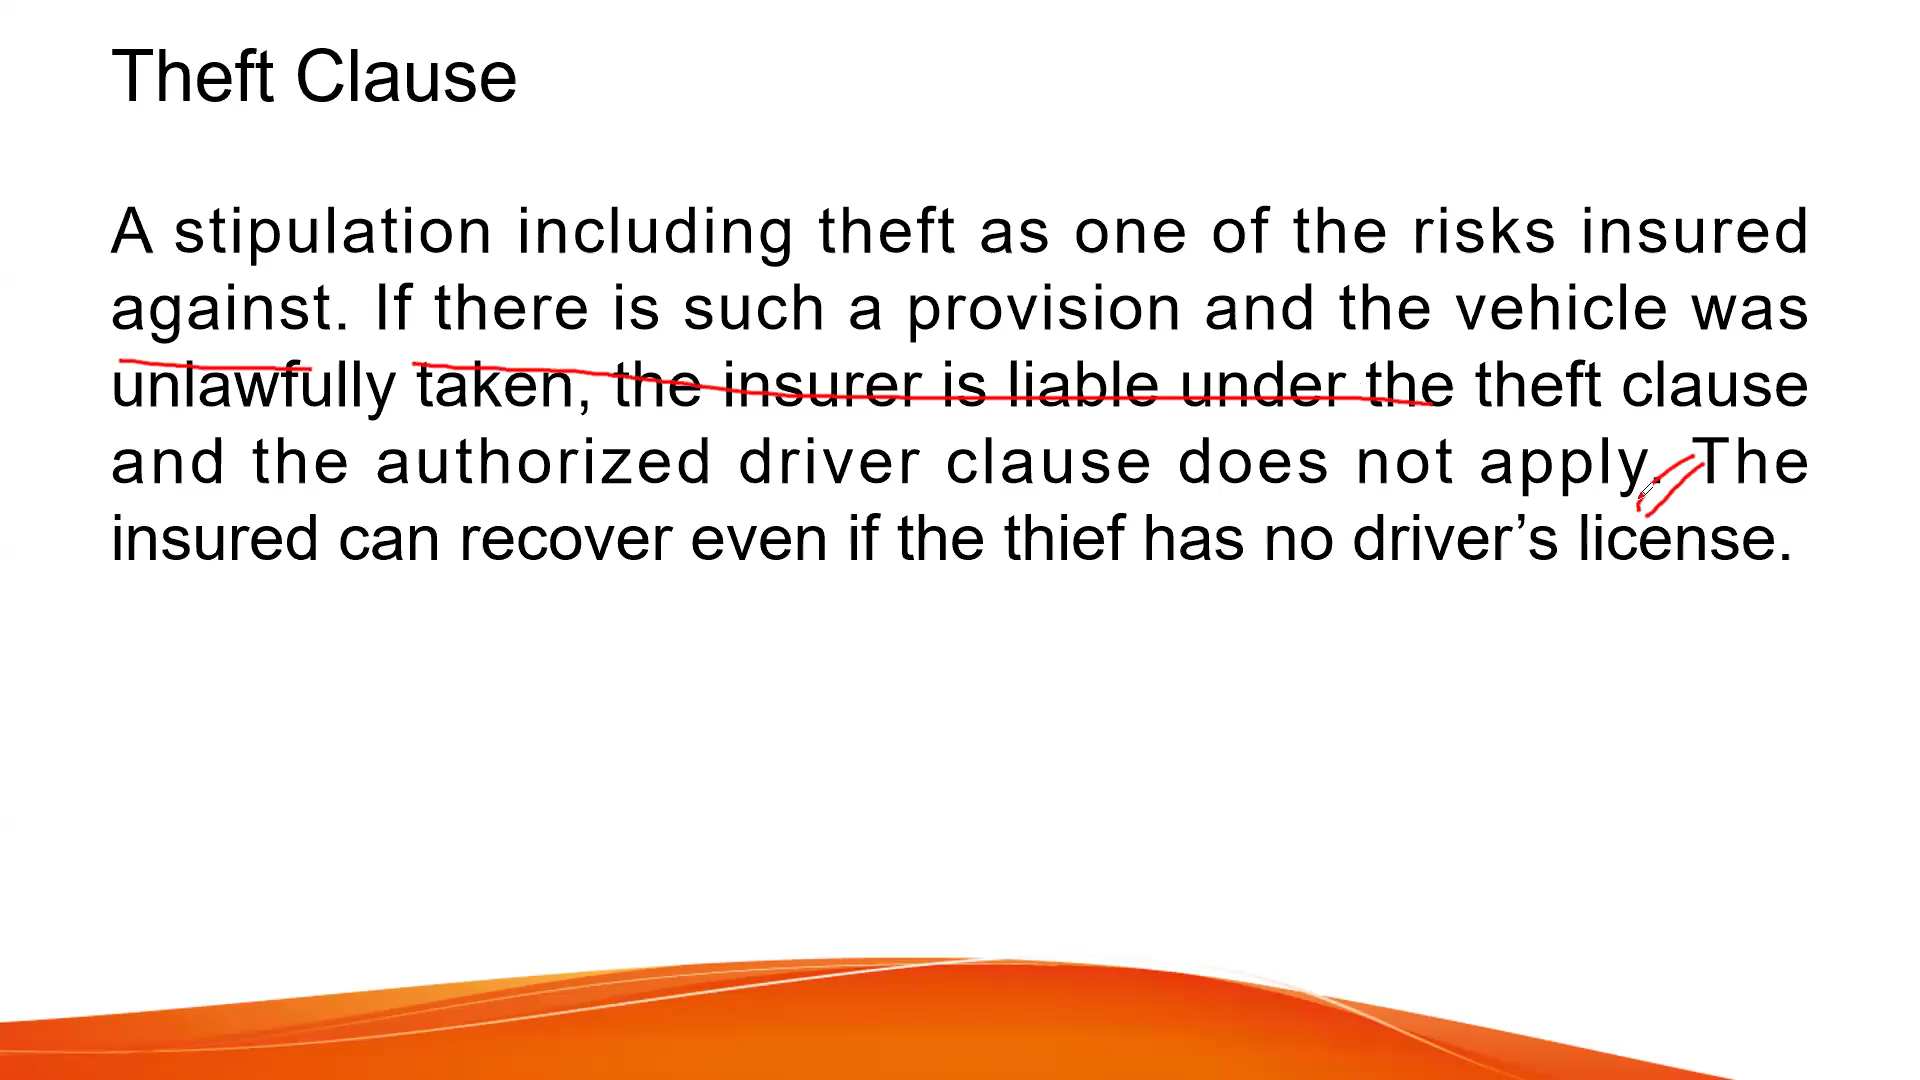 Theft Clause
A stipulation including theft as one of the risks insured
against. If there is such a provision and the vehicle was
unlawfully taken, the insurer is liable under the theft clause
and the authorized driver clause does not apply. The
insured can recover even if the thief has no driver’s license.